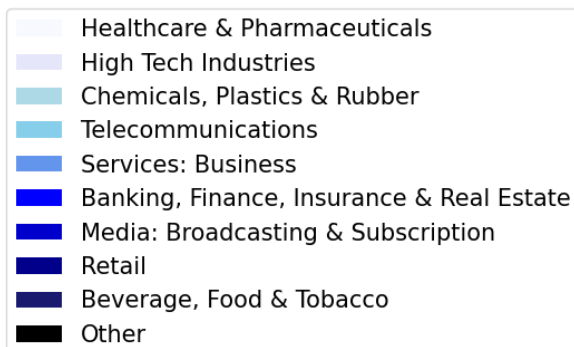 Healthcare & Pharmaceuticals
High Tech Industries
Chemicals, Plastics & Rubber
Telecommunications
Services: Business
Banking, Finance, Insurance & Real Estate
Media: Broadcasting & Subscription
Retail
Beverage, Food & Tobacco
Other